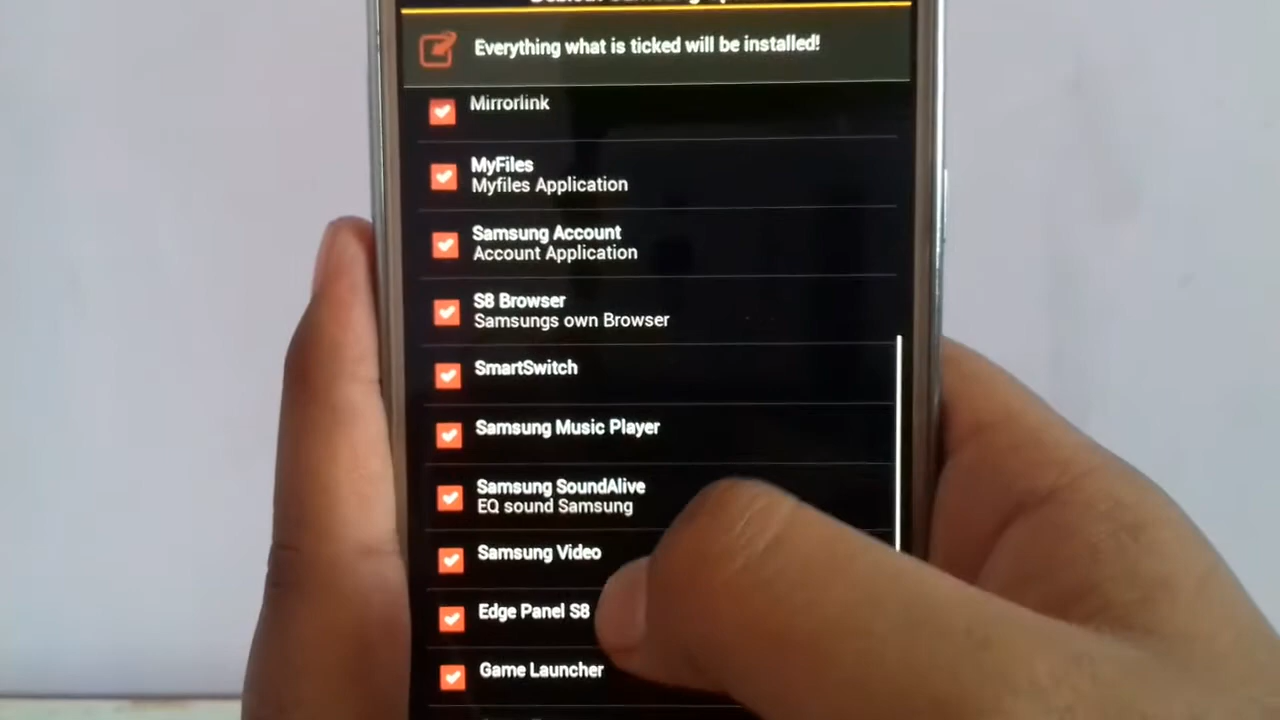 Everything what is ticked will be installed!
Mirrorlink
MyFiles
Myfiles Application
Samsung Account
Account Application
S8 Browser
Samsungs own Browser
SmartSwitch
Samsung Music Player
Samsung SoundAlive
EQ sound Samsung
Samsung Video
Edge Panel S8
Game Launcher